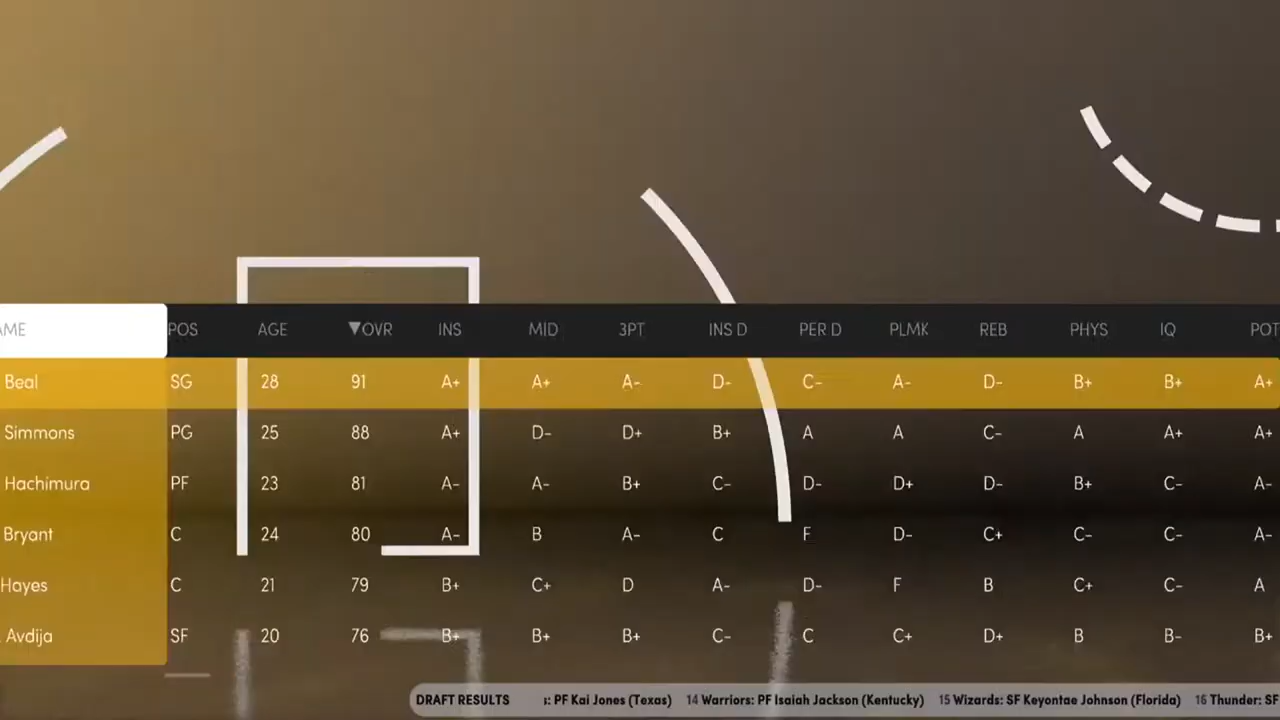 AME POS AGE ▼OVR INS MID 3PT INS D PER D PLMK REB PHYS IQ POT
Beal SG 28 91 A+ A+ A- D- C- A- D- B+ B+ A+
Simmons PG 25 88 A+ D- D+ B+ A A C- A A+ A+
Hachimura PF 23 81 A- A- B+ C- D- D+ D- B+ C- A-
Bryant C 24 80 A- B A- C F D- C+ C- C- A-
Hayes C 21 79 B+ C+ D A- D- F B C+ C- A
Avdija SF 20 76 B+ B+ B+ C- C C+ D+ B B- B+
DRAFT RESULTS s: PF Kai Jones (Texas) 14 Warriors: PF Isaiah Jackson (Kentucky) 15 Wizards: SF Keyontae Johnson (Florida) 16 Thunder: SF